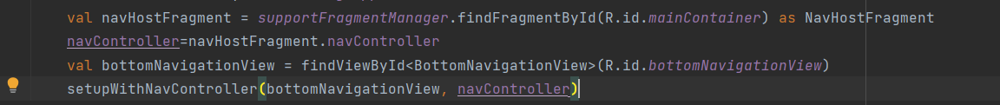 val navHostFragment = supportFragmentManager.findFragmentById(R.id.mainContainer) as NavHostFragment
navController=navHostFragment.navController
val bottomNavigationView = findViewById<BottomNavigationView>(R.id.bottomNavigationView)
setupWithNavController(bottomNavigationView, navController)